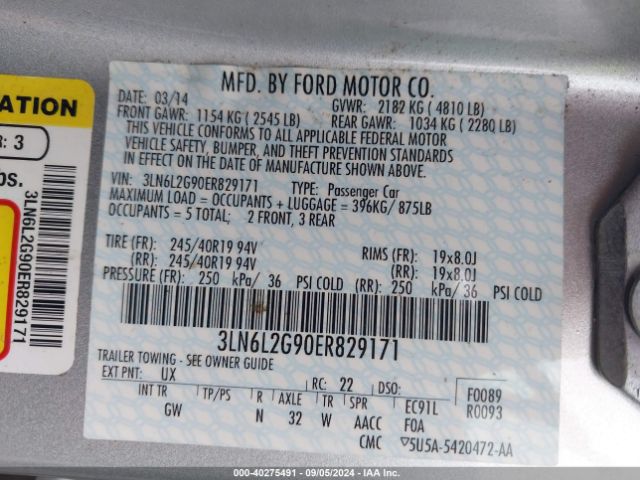 MFD. BY FORD MOTOR CO.
DATE: 03/14 GVWR: 2182 KG ( 4810 LB)
FRONT GAWR: 1154 KG ( 2545 LB) REAR GAWR: 1034 KG ( 2280 LB)
THIS VEHICLE CONFORMS TO ALL APPLICABLE FEDERAL MOTOR
VEHICLE SAFETY, BUMPER, AND THEFT PREVENTION STANDARDS
IN EFFECT ON THE DATE OF MANUFACTURE SHOWN ABOVE.
VIN: 3LN6L2G90ER829171 TYPE: Passenger Car
MAXIMUM LOAD = OCCUPANTS + LUGGAGE = 396KG/ 875LB
OCCUPANTS = 5 TOTAL; 2 FRONT, 3 REAR
TIRE (FR): 245/40R19 94V RIMS (FR): 19x8.0J
(RR): 245/40R19 94V (RR): 19x8.0J
PRESSURE (FR): 250 kPa/ 36 PSI COLD (RR): 250 kPa/ 36 PSI COLD
3LN6L2G90ER829171
TRAILER TOWING - SEE OWNER GUIDE
EXT PNT: UX RC: 22 DSO: F0089
INT TR TP/PS R AXLE TR SPR EC91L R0093
GW N 32 W AACC FOA
CMC ▽5U5A-5420472-AA
ATION
R: 3
bs.
3LN6L2G90ER829171
000-40275491 - 09/05/2024 - IAA Inc.